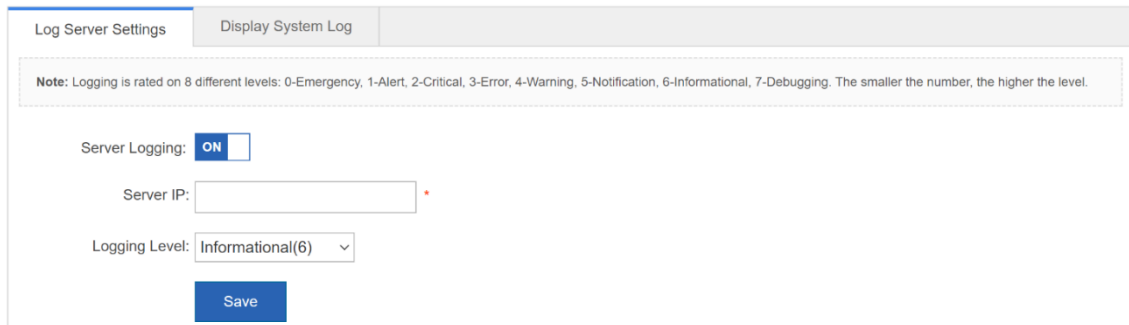 Log Server Settings
Display System Log
Note: Logging is rated on 8 different levels: 0-Emergency, 1-Alert, 2-Critical, 3-Error, 4-Warning, 5-Notification, 6-Informational, 7-Debugging. The smaller the number, the higher the level.
Server Logging: ON
Server IP: *
Logging Level: Informational(6)
Save